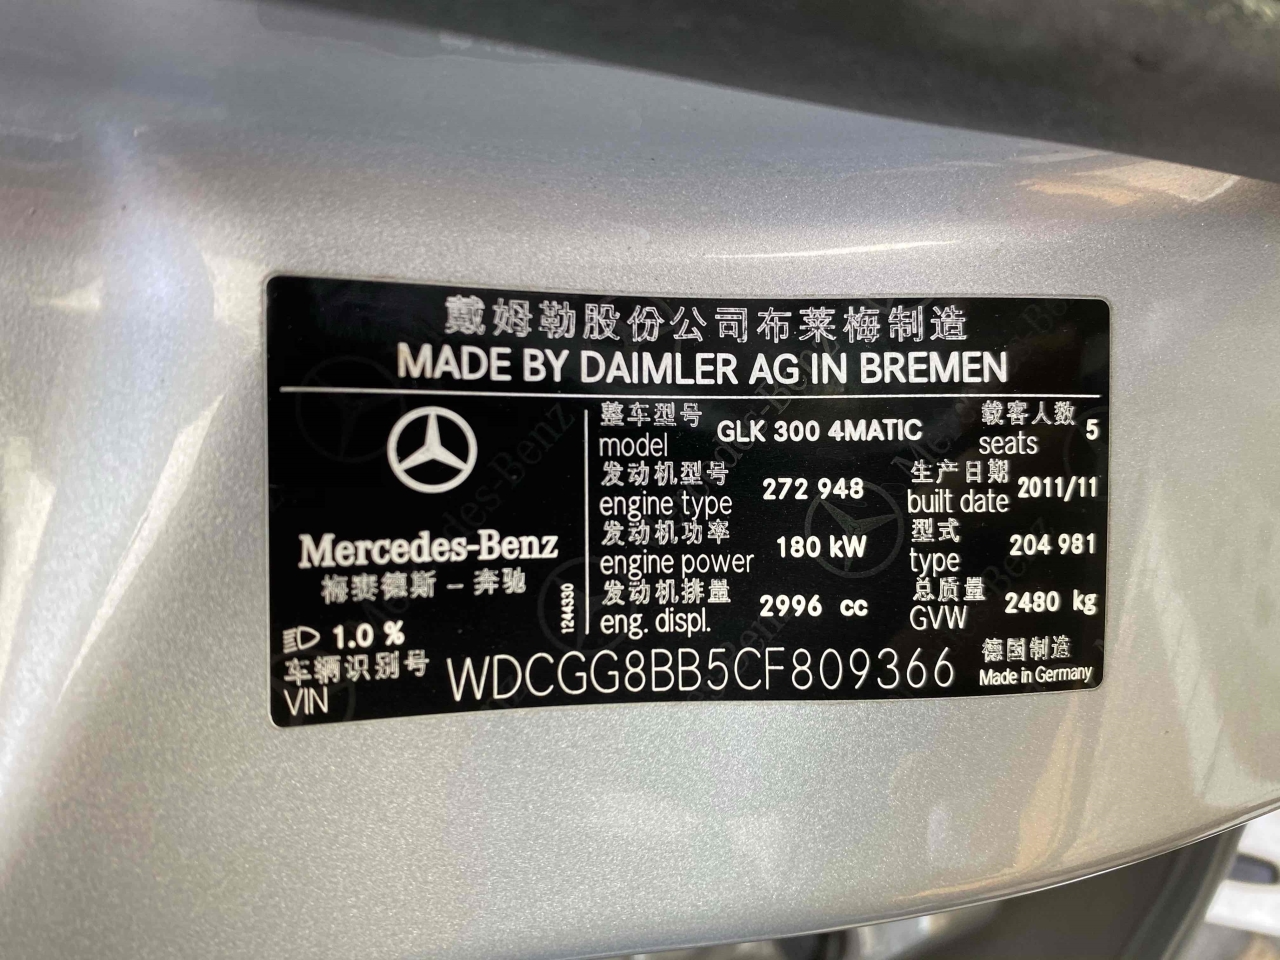 戴姆勒股份公司布莱梅制造
MADE BY DAIMLER AG IN BREMEN
Mercedes-Benz
梅赛德斯-奔驰
1.0 %
1244330
整车型号
model
GLK 300 4MATIC
载客人数
seats
5
发动机型号
engine type
272 948
生产日期
built date
2011/11
发动机功率
engine power
180 kW
型式
type
204 981
发动机排量
eng. displ.
2996 cc
总质量
GVW
2480 kg
车辆识别号
VIN
WDCGG8BB5CF809366
德国制造
Made in Germany
Mercedes-Benz
Mercedes-Benz